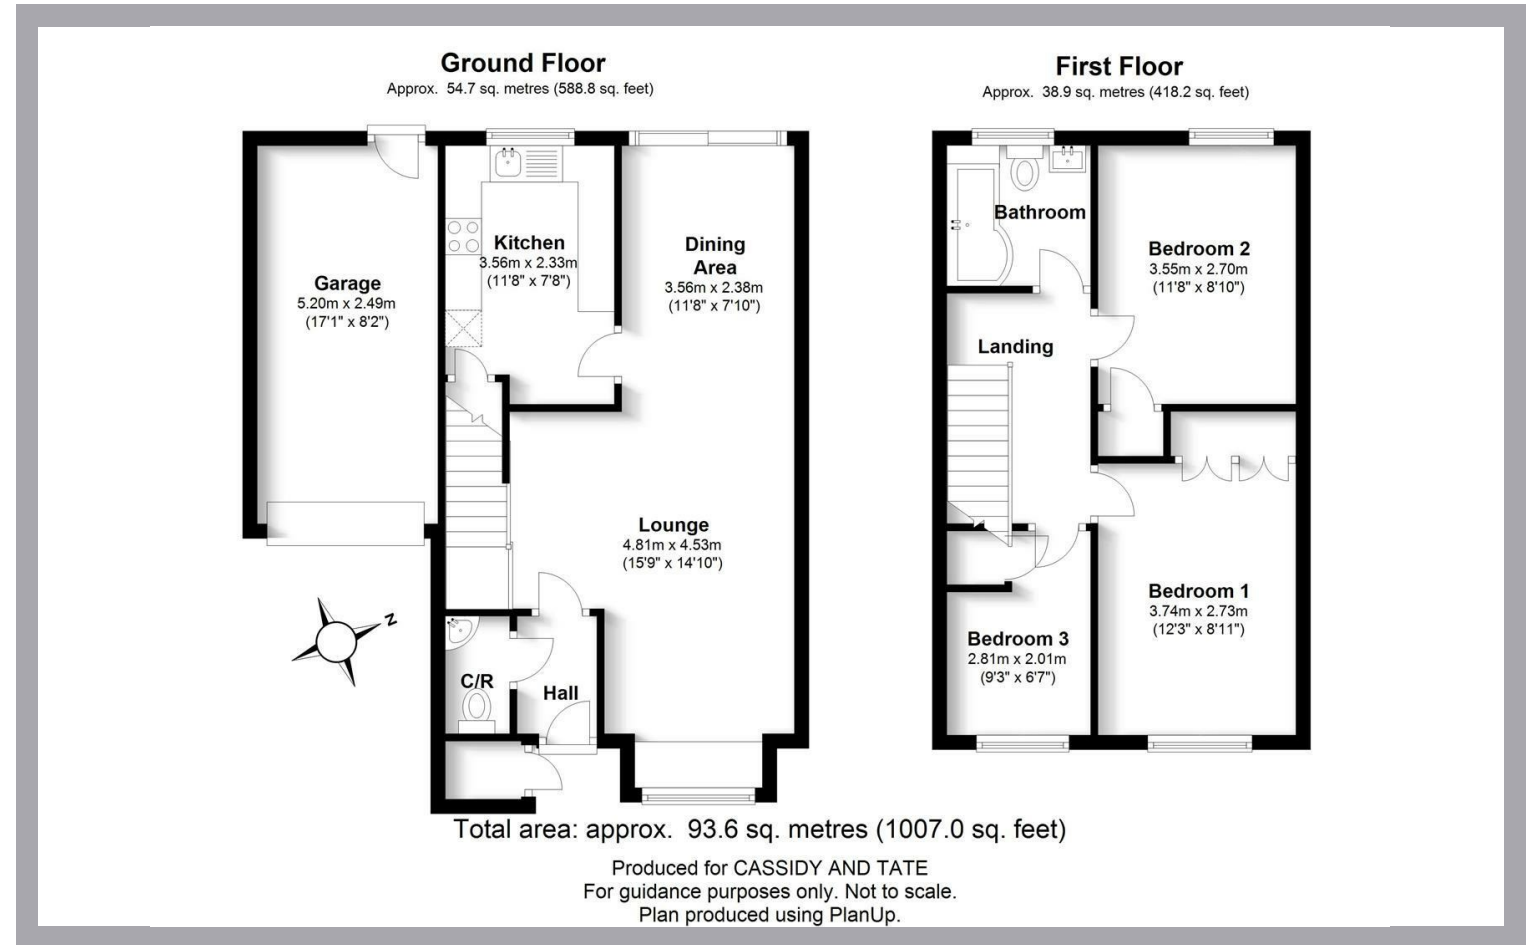 Ground Floor
Approx. 54.7 sq. metres (588.8 sq. feet)
First Floor
Approx. 38.9 sq. metres (418.2 sq. feet)
Garage
5.20m x 2.49m
(17'1" x 8'2")
Kitchen
3.56m x 2.33m
(11'8" x 7'8")
Dining
Area
3.56m x 2.38m
(11'8" x 7'10")
Lounge
4.81m x 4.53m
(15'9" x 14'10")
C/R
Hall
N
Bathroom
Bedroom 2
3.55m x 2.70m
(11'8" x 8'10")
Landing
Bedroom 1
3.74m x 2.73m
(12'3" x 8'11")
Bedroom 3
2.81m x 2.01m
(9'3" x 6'7")
Total area: approx. 93.6 sq. metres (1007.0 sq. feet)
Produced for CASSIDY AND TATE
For guidance purposes only. Not to scale.
Plan produced using PlanUp.